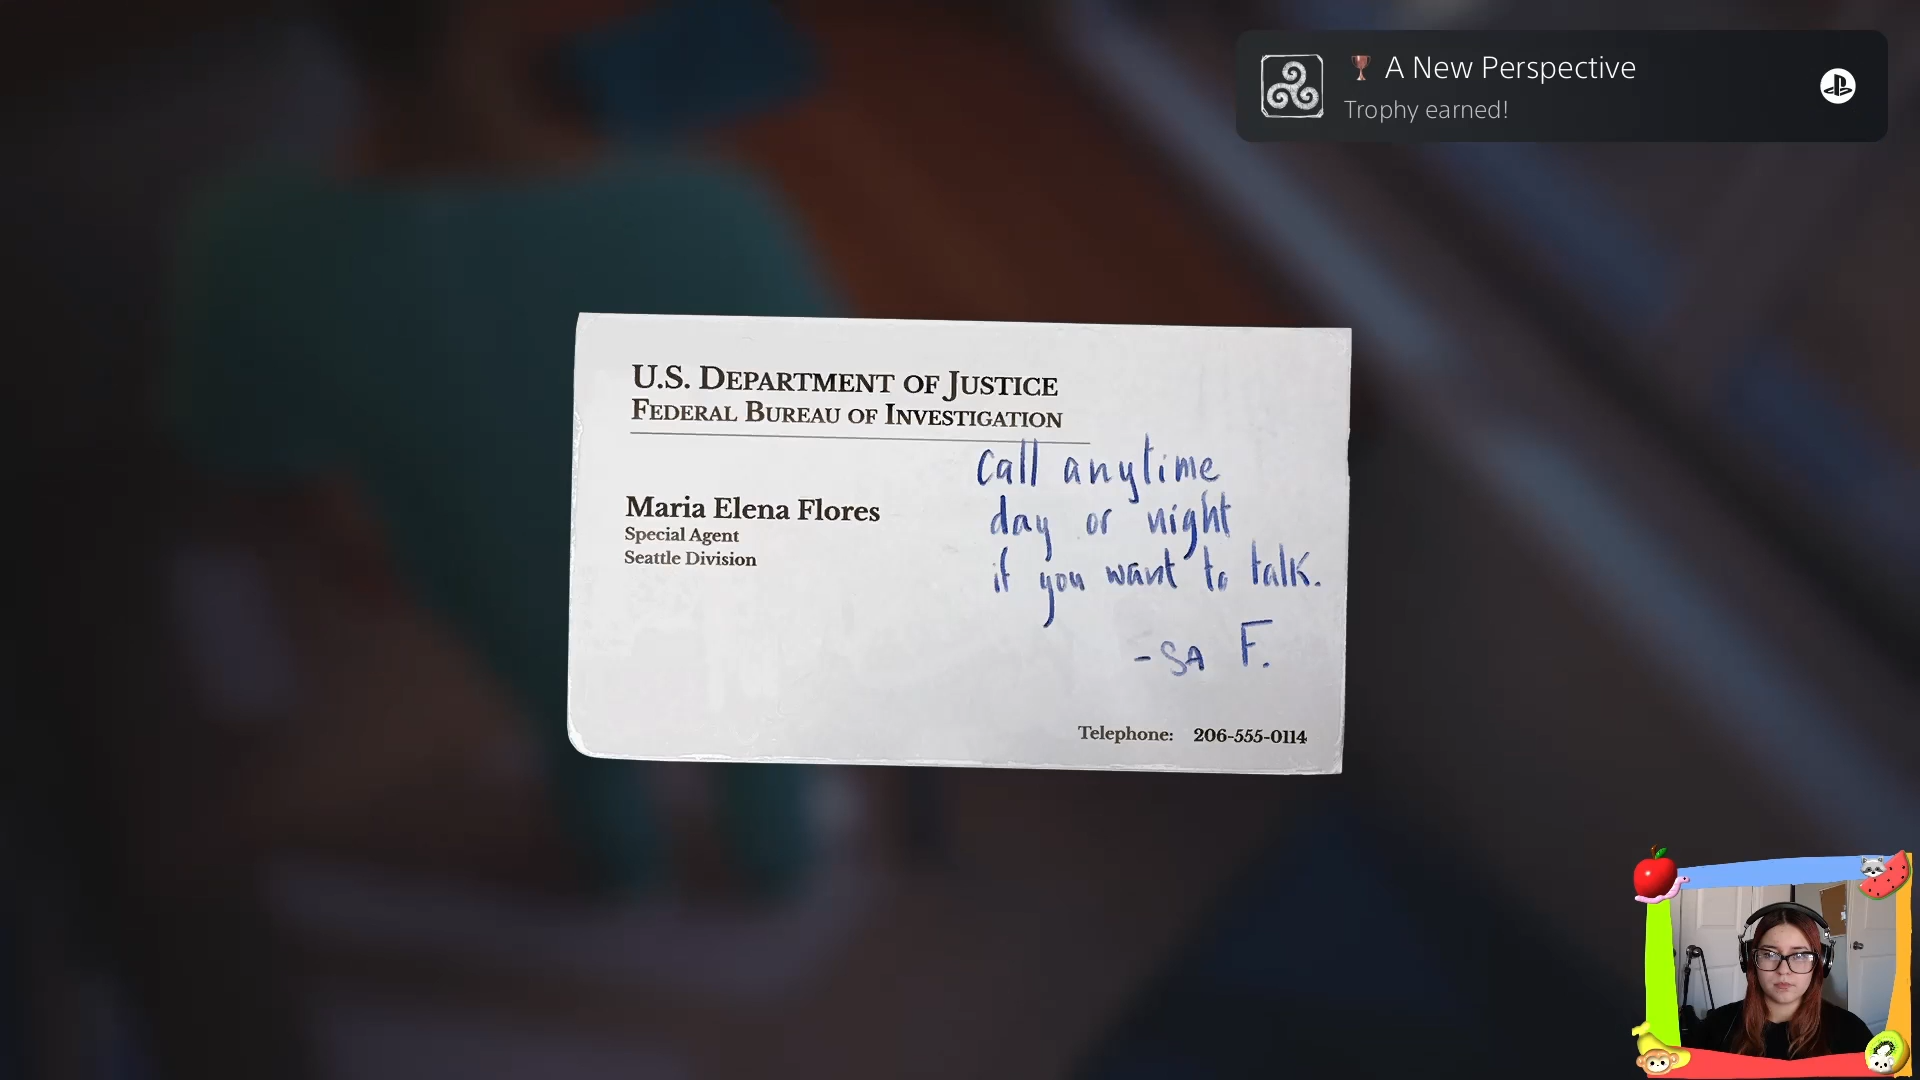 A New Perspective
Trophy earned!
U.S. DEPARTMENT OF JUSTICE
FEDERAL BUREAU OF INVESTIGATION
call anytime
day or night
if you want to talk.
- SA F.
Maria Elena Flores
Special Agent
Seattle Division
Telephone: 206-555-0114